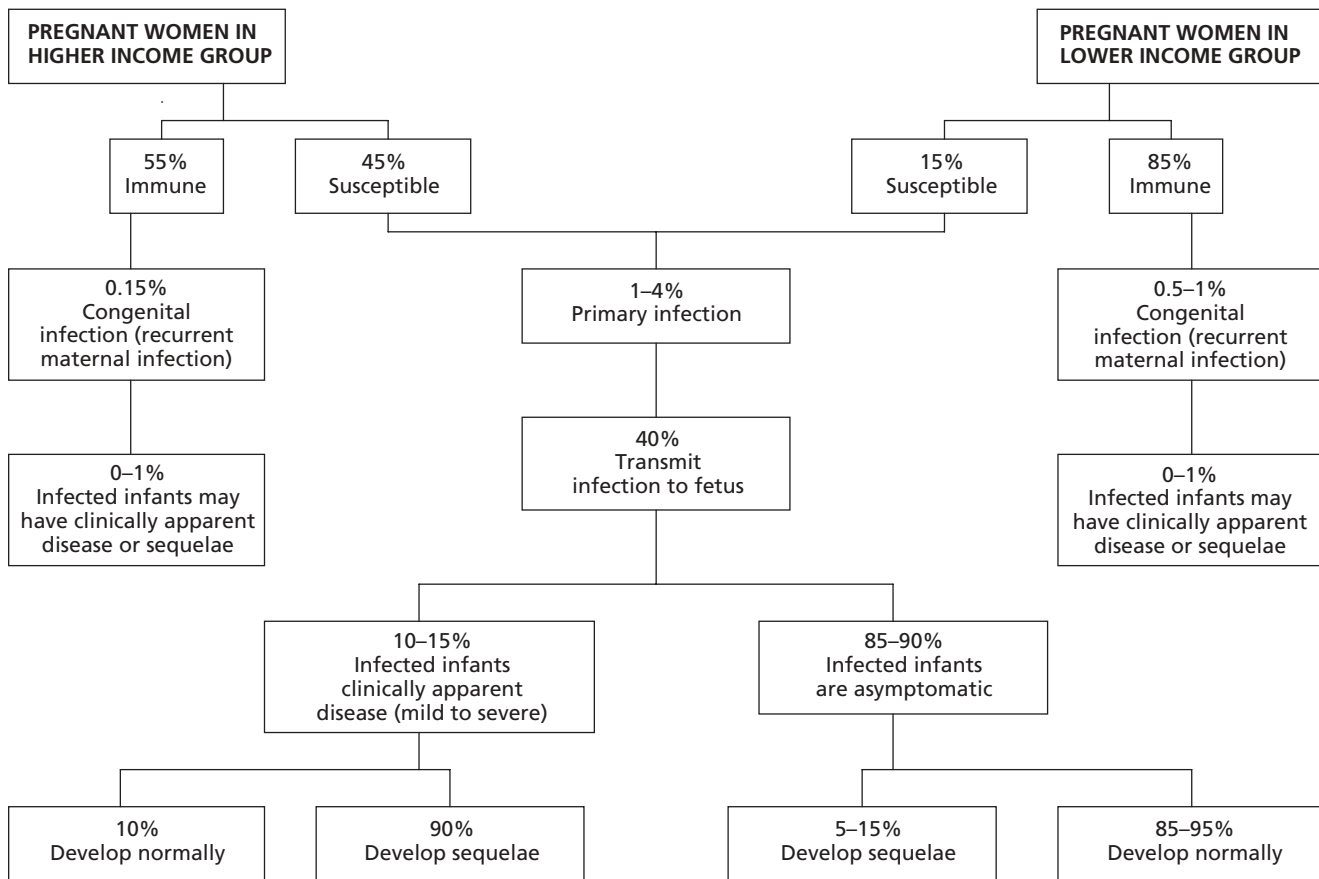 PREGNANT WOMEN IN
HIGHER INCOME GROUP
PREGNANT WOMEN IN
LOWER INCOME GROUP
55%
Immune
45%
Susceptible
15%
Susceptible
85%
Immune
0.15%
Congenital
infection (recurrent
maternal infection)
1–4%
Primary infection
0.5–1%
Congenital
infection (recurrent
maternal infection)
0–1%
Infected infants may
have clinically apparent
disease or sequelae
40%
Transmit
infection to fetus
0–1%
Infected infants may
have clinically apparent
disease or sequelae
10–15%
Infected infants
clinically apparent
disease (mild to severe)
85–90%
Infected infants
are asymptomatic
10%
Develop normally
90%
Develop sequelae
5–15%
Develop sequelae
85–95%
Develop normally